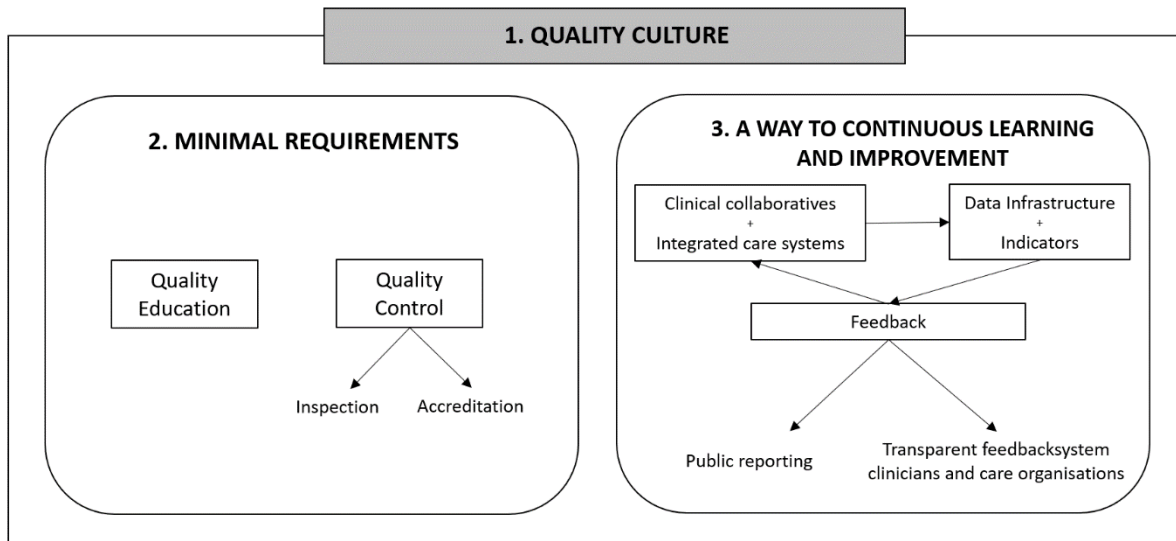 1. QUALITY CULTURE
2. MINIMAL REQUIREMENTS
Quality
Education
Quality
Control
Inspection
Accreditation
3. A WAY TO CONTINUOUS LEARNING
AND IMPROVEMENT
Clinical collaboratives
+
Integrated care systems
Data Infrastructure
+
Indicators
Feedback
Public reporting
Transparent feedbacksystem
clinicians and care organisations